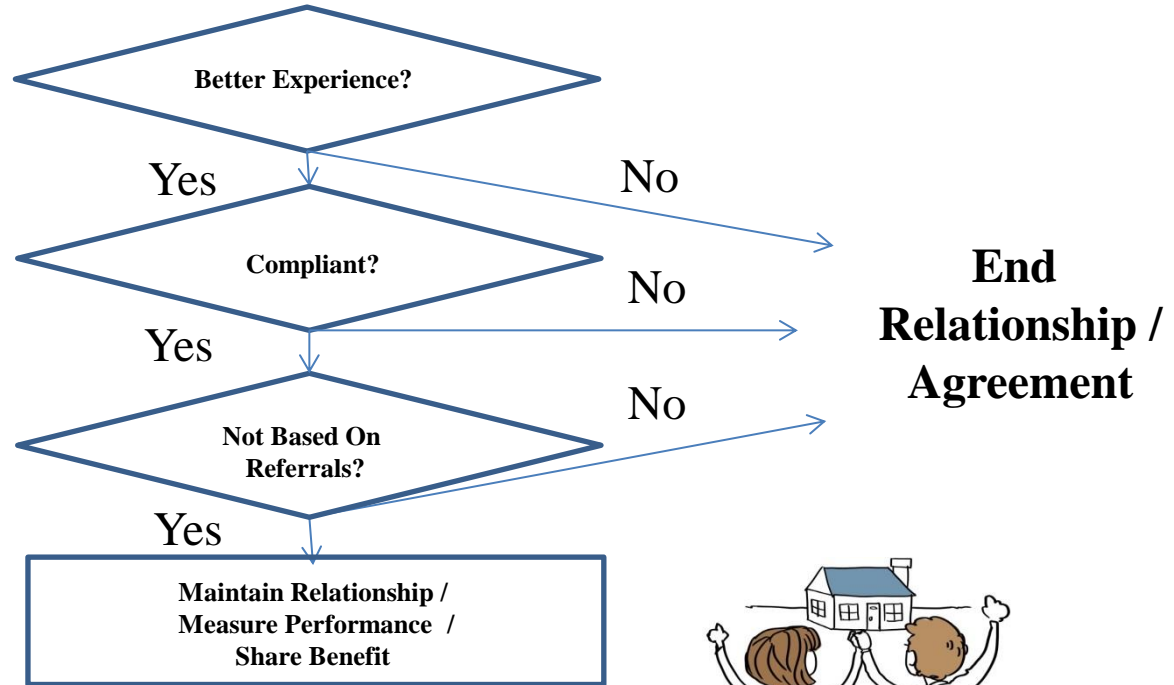 Better Experience?
Yes
No
Compliant?
No
Yes
No
Not Based On
Referrals?
Yes
Maintain Relationship /
Measure Performance /
Share Benefit
End
Relationship /
Agreement